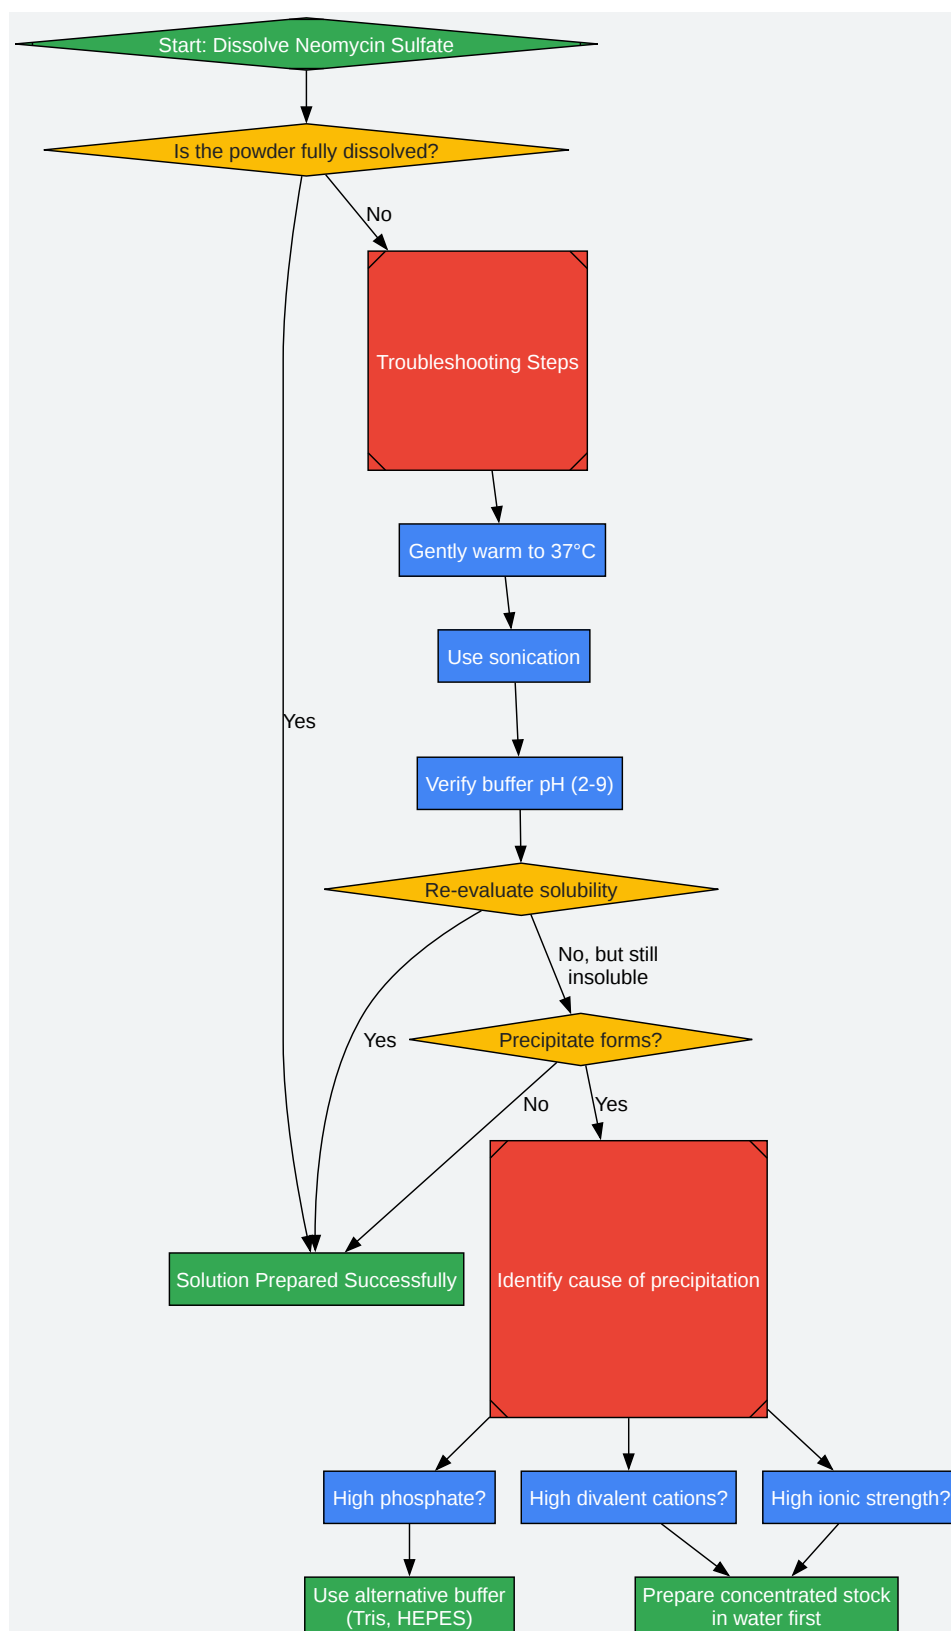 Start: Dissolve Neomycin Sulfate
Is the powder fully dissolved?
No
Troubleshooting Steps
Gently warm to 37°C
Use sonication
Yes
Verify buffer pH (2-9)
Re-evaluate solubility
No, but still
insoluble
Yes
Precipitate forms?
No
Yes
Solution Prepared Successfully
Identify cause of precipitation
High phosphate?
High divalent cations?
High ionic strength?
Use alternative buffer
(Tris, HEPES)
Prepare concentrated stock
in water first